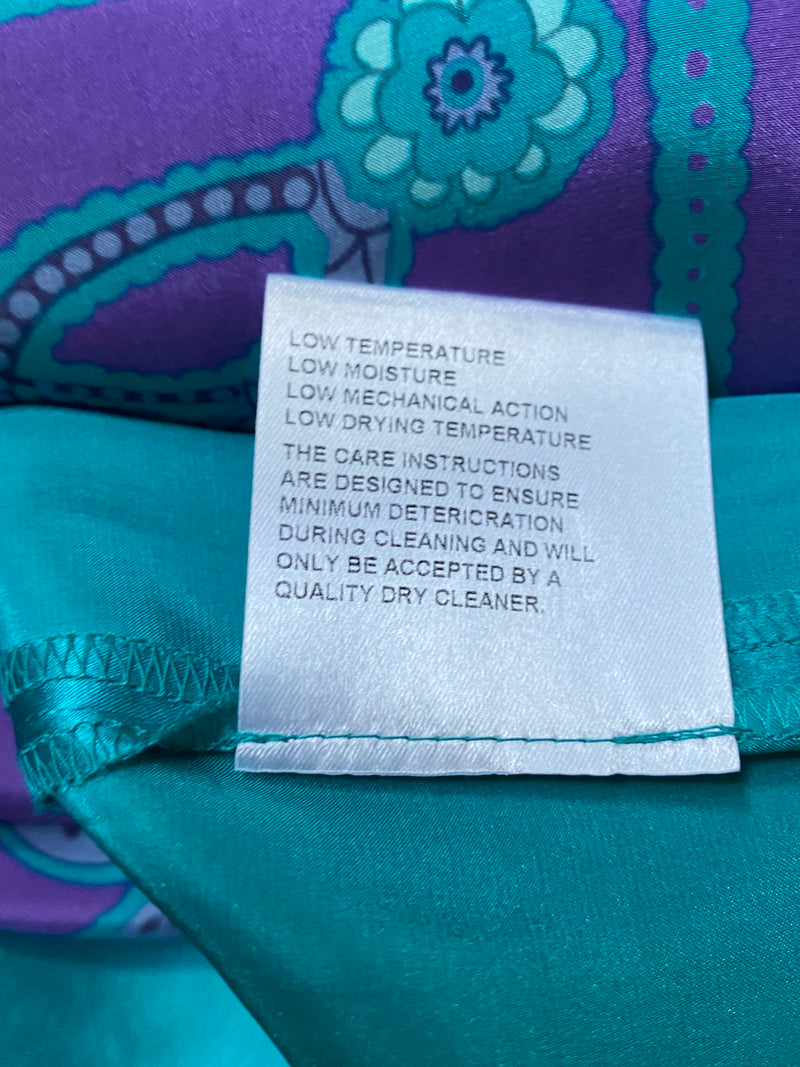 LOW TEMPERATURE
LOW MOISTURE
LOW MECHANICAL ACTION
LOW DRYING TEMPERATURE
THE CARE INSTRUCTIONS
ARE DESIGNED TO ENSURE
MINIMUM DETERICRATION
DURING CLEANING AND WILL
ONLY BE ACCEPTED BY A
QUALITY DRY CLEANER.